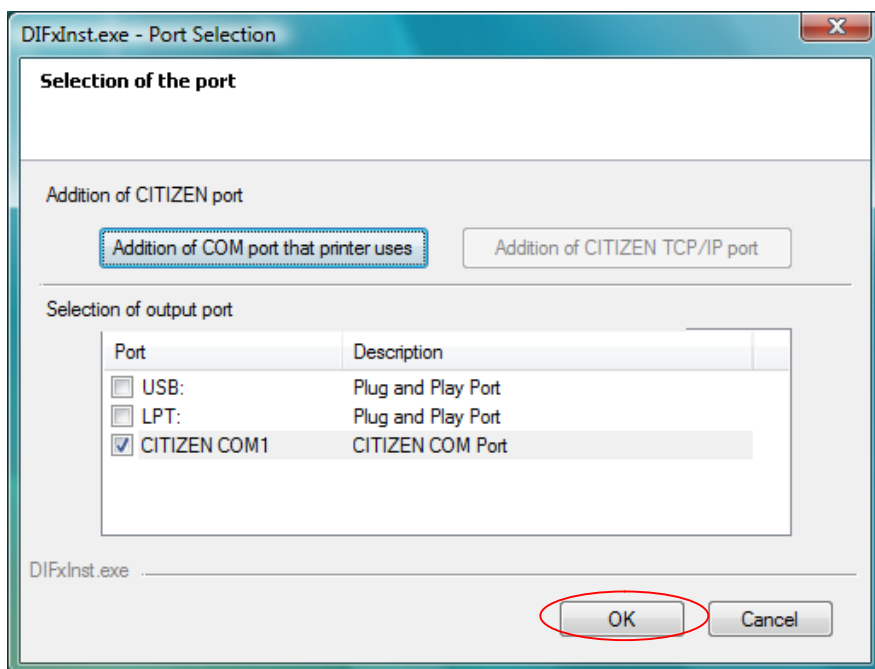 DIFxInst.exe - Port Selection
Selection of the port
Addition of CITIZEN port
Addition of COM port that printer uses Addition of CITIZEN TCP/IP port
Selection of output port
Port Description
USB: Plug and Play Port
LPT: Plug and Play Port
CITIZEN COM1 CITIZEN COM Port
DIFxInst.exe
OK Cancel